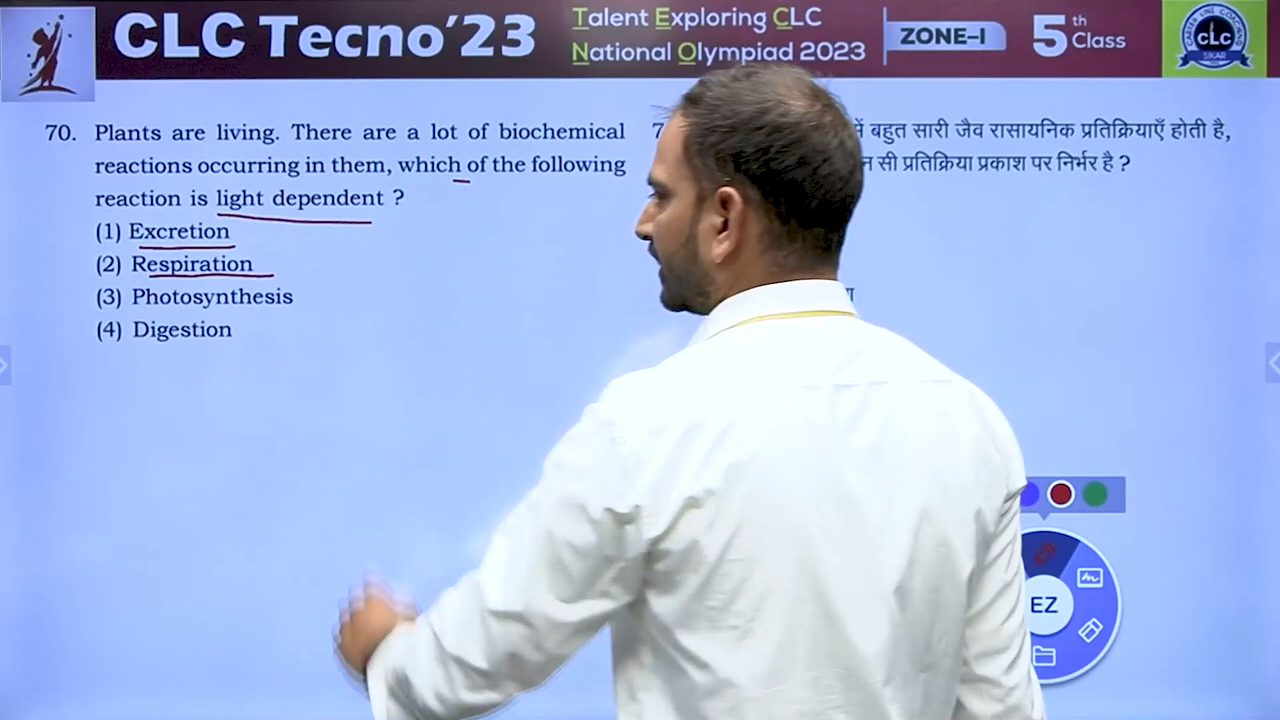 CLC Tecno'23
Talent Exploring CLC
National Olympiad 2023
ZONE–I
5th Class
CLC
SIKAR
70. Plants are living. There are a lot of biochemical
reactions occurring in them, which of the following
reaction is light dependent ?
(1) Excretion
(2) Respiration
(3) Photosynthesis
(4) Digestion
में बहुत सारी जैव रासायनिक प्रतिक्रियाएँ होती है,
सी प्रतिक्रिया प्रकाश पर निर्भर है ?
EZ